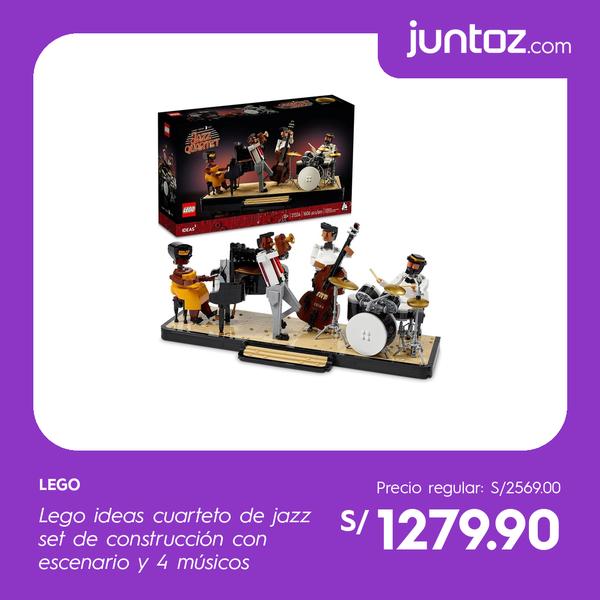 juntoz.com
JAZZ
QUARTET
LEGO
IDEAS
LEGO
Lego ideas cuarteto de jazz
set de construcción con
escenario y 4 músicos
Precio regular: S/2569.00
S/1279.90